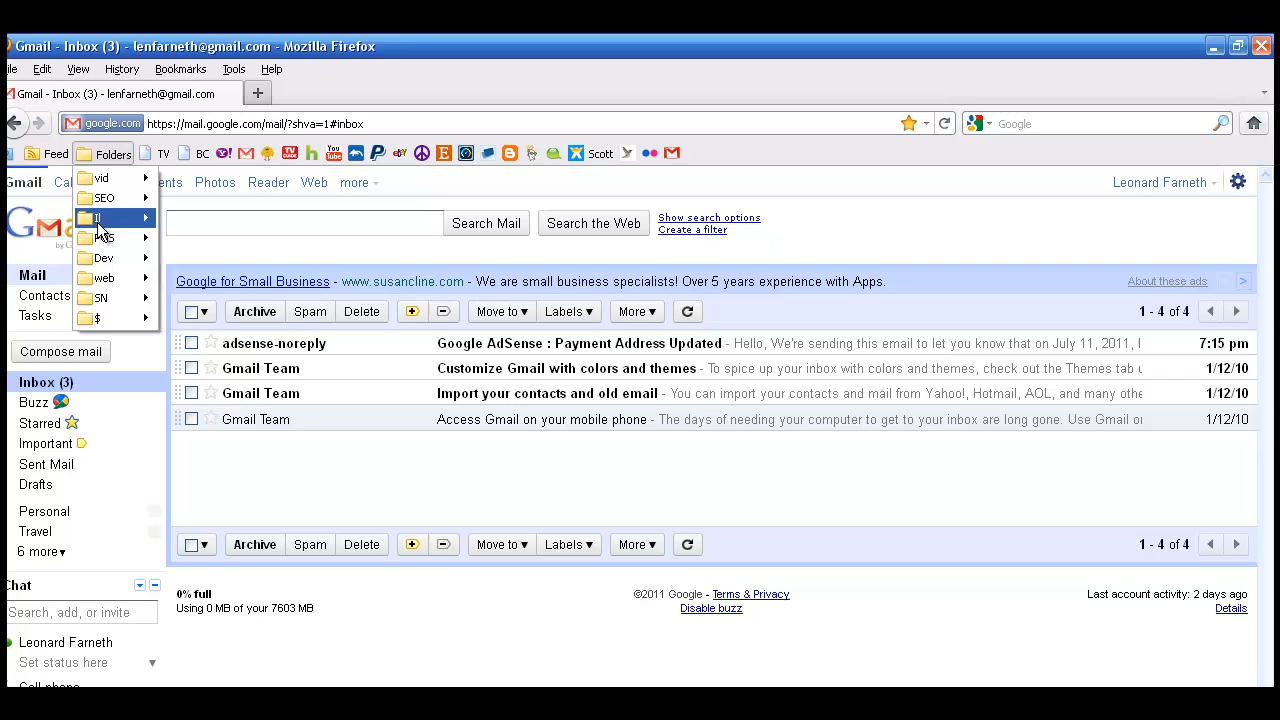 Gmail - Inbox (3) - lenfarneth@gmail.com - Mozilla Firefox
Edit View History Bookmarks Tools Help
Gmail - Inbox (3) - lenfarneth@gmail.com
google.com https://mail.google.com/mail/?shva=1#inbox Google
Feed Folders TV BC Scott
Gmail Photos Reader Web more Leonard Farneth
vid
SEO
Dev
web
SN
$
Search Mail Search the Web Show search options
Create a filter
Mail
Contacts
Tasks
Compose mail
Google for Small Business - www.susancline.com - We are small business specialists! Over 5 years experience with Apps. About these ads
Archive Spam Delete Move to Labels More 1 - 4 of 4
adsense-noreply Google AdSense : Payment Address Updated - Hello, We're sending this email to let you know that on July 11, 2011, 7:15 pm
Gmail Team Customize Gmail with colors and themes - To spice up your inbox with colors and themes, check out the Themes tab 1/12/10
Gmail Team Import your contacts and old email - You can import your contacts and mail from Yahoo!, Hotmail, AOL, and many 1/12/10
Gmail Team Access Gmail on your mobile phone - The days of needing your computer to get to your inbox are long gone. Use Gmail 1/12/10
Inbox (3)
Buzz
Starred
Important
Sent Mail
Drafts
Personal
Travel
6 more
Archive Spam Delete Move to Labels More 1 - 4 of 4
Chat
Search, add, or invite
Leonard Farneth
Set status here
0% full
Using 0 MB of your 7603 MB
©2011 Google - Terms & Privacy
Disable buzz
Last account activity: 2 days ago
Details